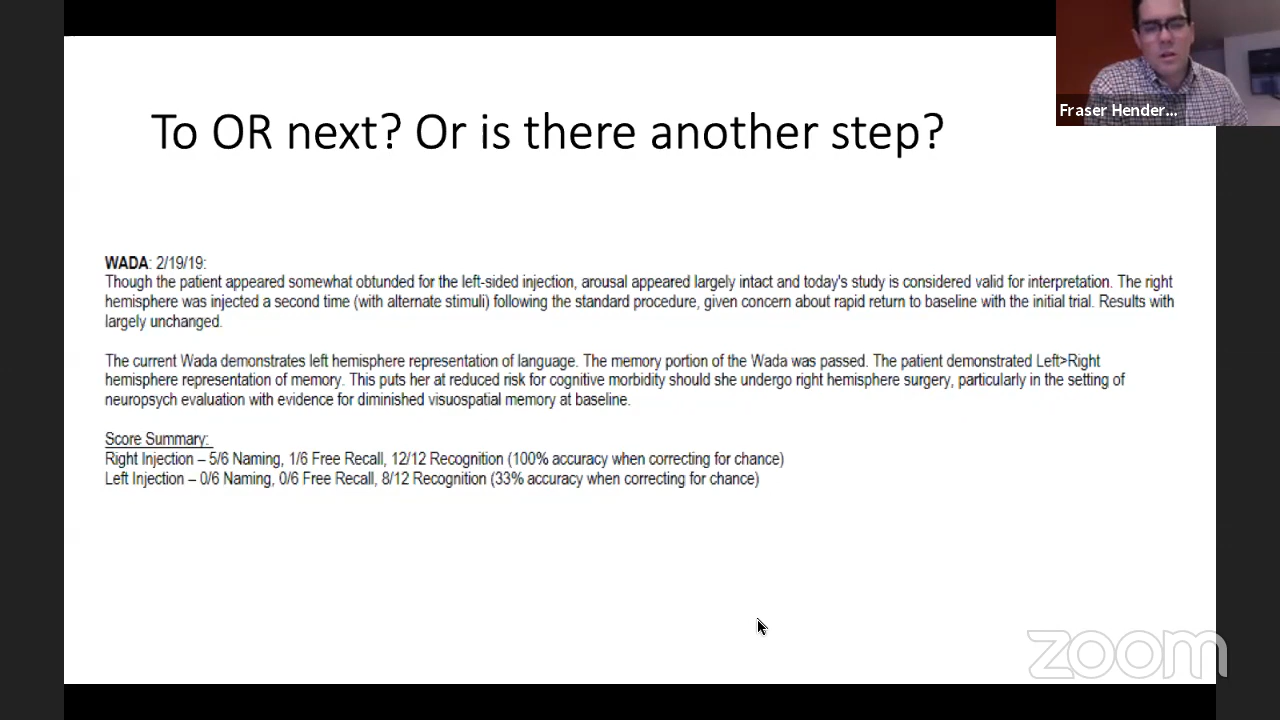 To OR next? Or is there another step?
Fraser Hender...
WADA: 2/19/19:
Though the patient appeared somewhat obtunded for the left-sided injection, arousal appeared largely intact and today's study is considered valid for interpretation. The right
hemisphere was injected a second time (with alternate stimuli) following the standard procedure, given concern about rapid return to baseline with the initial trial. Results with
largely unchanged.
The current Wada demonstrates left hemisphere representation of language. The memory portion of the Wada was passed. The patient demonstrated Left>Right
hemisphere representation of memory. This puts her at reduced risk for cognitive morbidity should she undergo right hemisphere surgery, particularly in the setting of
neuropsych evaluation with evidence for diminished visuospatial memory at baseline.
Score Summary:
Right Injection – 5/6 Naming, 1/6 Free Recall, 12/12 Recognition (100% accuracy when correcting for chance)
Left Injection – 0/6 Naming, 0/6 Free Recall, 8/12 Recognition (33% accuracy when correcting for chance)
zoom